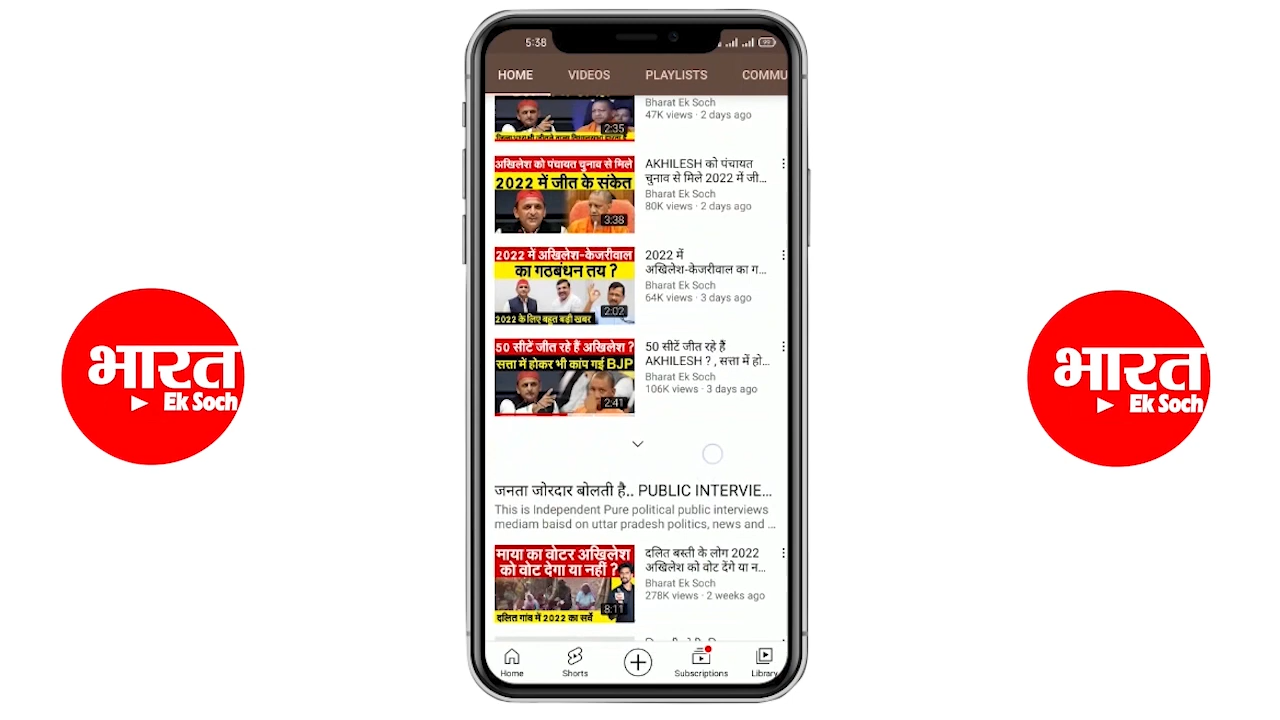 5:38
99
HOME VIDEOS PLAYLISTS COMMU
2:35
Bharat Ek Soch
47K views · 2 days ago
अखिलेश को पंचायत चुनाव से मिले
2022 में जीत के संकेत
3:38
AKHILESH को पंचायत
चुनाव से मिले 2022 में जी...
Bharat Ek Soch
80K views · 2 days ago
2022 में अखिलेश-केजरीवाल
का गठबंधन तय ?
2:02
2022 के लिए बहुत बड़ी खबर
2022 में
अखिलेश-केजरीवाल का ग...
Bharat Ek Soch
64K views · 3 days ago
50 सीटें जीत रहे हैं अखिलेश ?
सत्ता में होकर भी कांप गई BJP
2:41
50 सीटें जीत रहे हैं
AKHILESH ? , सत्ता में हो...
Bharat Ek Soch
106K views · 3 days ago
भारत
Ek Soch
भारत
Ek Soch
जनता जोरदार बोलती है.. PUBLIC INTERVIE...
This is Independent Pure political public interviews
mediam baisd on uttar pradesh politics, news and ...
माया का वोटर अखिलेश
को वोट देगा या नहीं ?
8:11
दलित गांव में 2022 का सर्वे
दलित बस्ती के लोग 2022
अखिलेश को वोट देंगे या न...
Bharat Ek Soch
278K views · 2 weeks ago
Home Shorts Subscriptions Library